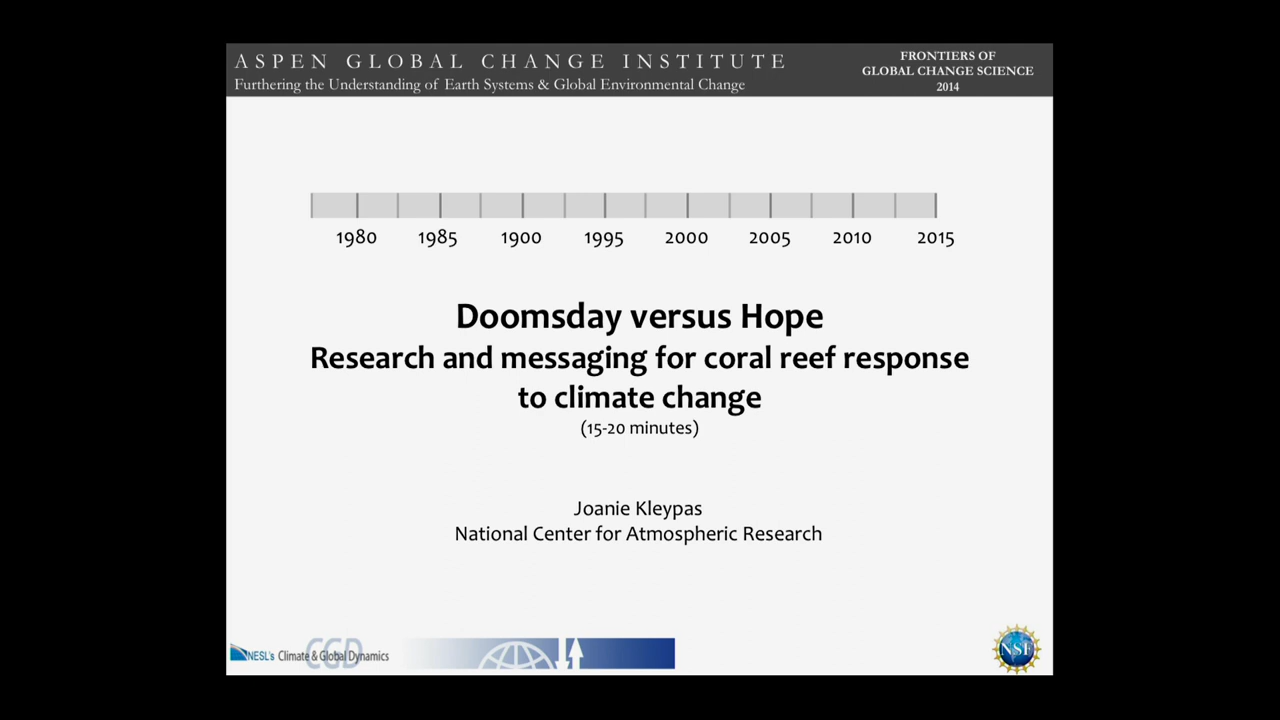 ASPEN GLOBAL CHANGE INSTITUTE
Furthering the Understanding of Earth Systems & Global Environmental Change
FRONTIERS OF
GLOBAL CHANGE SCIENCE
2014
1980 1985 1900 1995 2000 2005 2010 2015
Doomsday versus Hope
Research and messaging for coral reef response
to climate change
(15-20 minutes)
Joanie Kleypas
National Center for Atmospheric Research
CGD
NESL's Climate & Global Dynamics
NSF